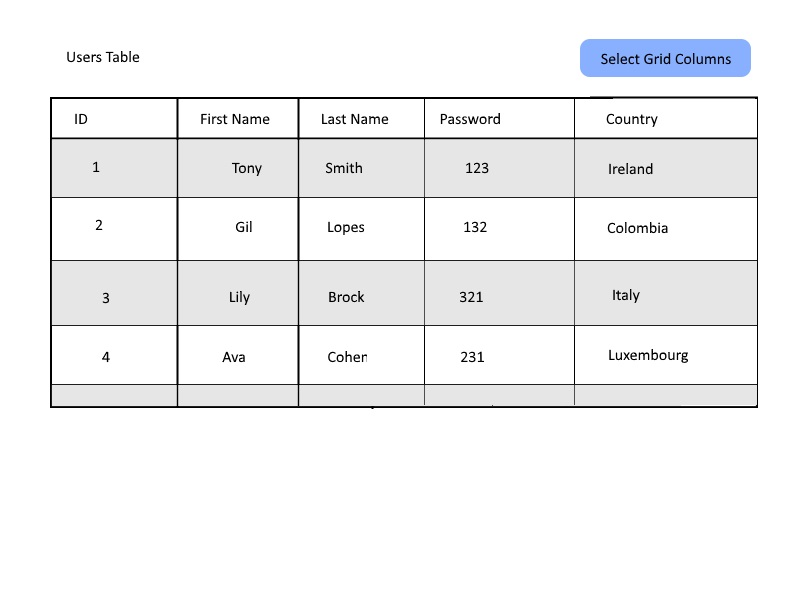 Users Table
Select Grid Columns
ID First Name Last Name Password Country
1 Tony Smith 123 Ireland
2 Gil Lopes 132 Colombia
3 Lily Brock 321 Italy
4 Ava Cohen 231 Luxembourg